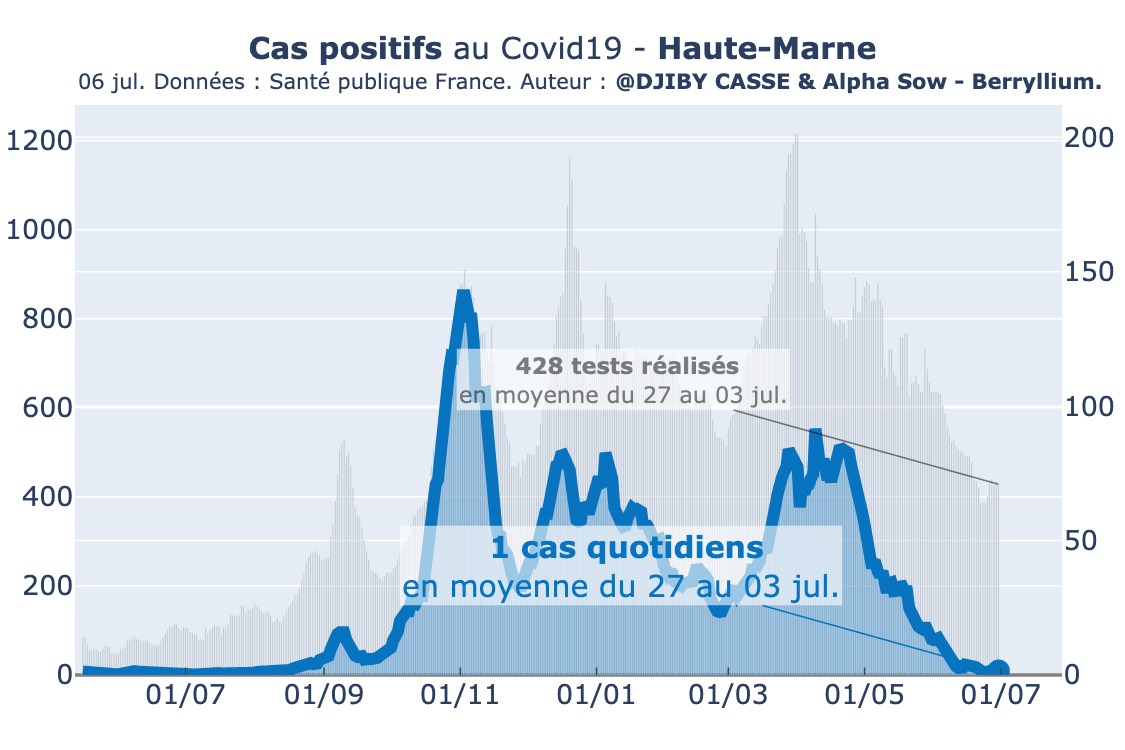 Cas positifs au Covid19 - Haute-Marne
06 jul. Données : Santé publique France. Auteur : @DJIBY CASSE & Alpha Sow - Berryllium.
1200
1000
800
600
400
200
0
200
150
100
50
0
428 tests réalisés
en moyenne du 27 au 03 jul.
1 cas quotidiens
en moyenne du 27 au 03 jul.
01/07 01/09 01/11 01/01 01/03 01/05 01/07